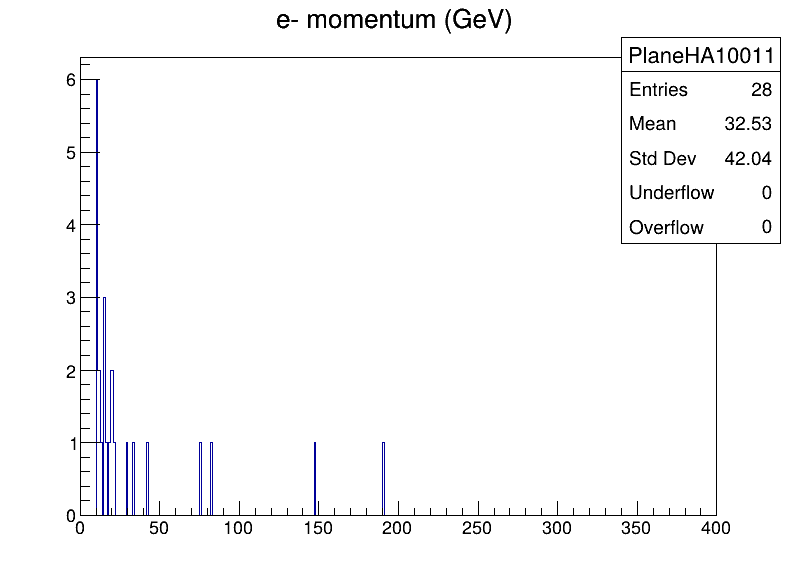 e- momentum (GeV)
PlaneHA10011
Entries 28
Mean 32.53
Std Dev 42.04
Underflow 0
Overflow 0
6
5
4
3
2
1
0
0 50 100 150 200 250 300 350 400